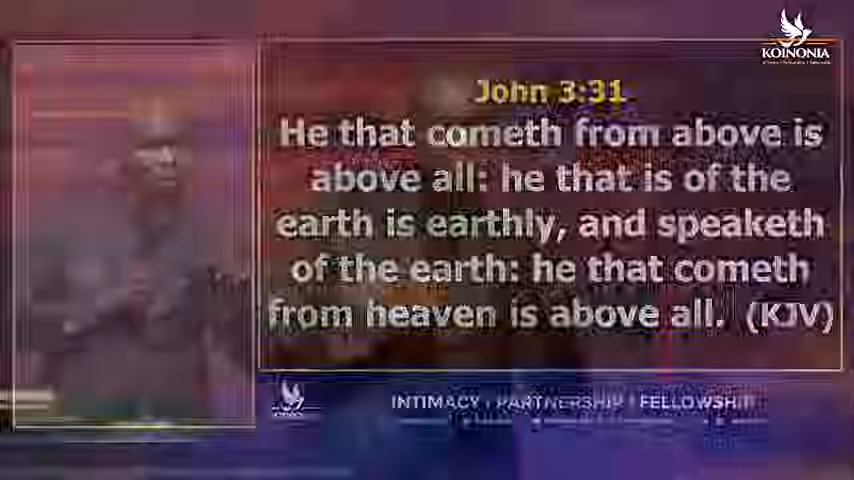 KOINONIA
John 3:31
He that cometh from above is
above all: he that is of the
earth is earthly, and speaketh
of the earth: he that cometh
from heaven is above all. (KJV)
INTIMACY | PARTNERSHIP | FELLOWSHIP